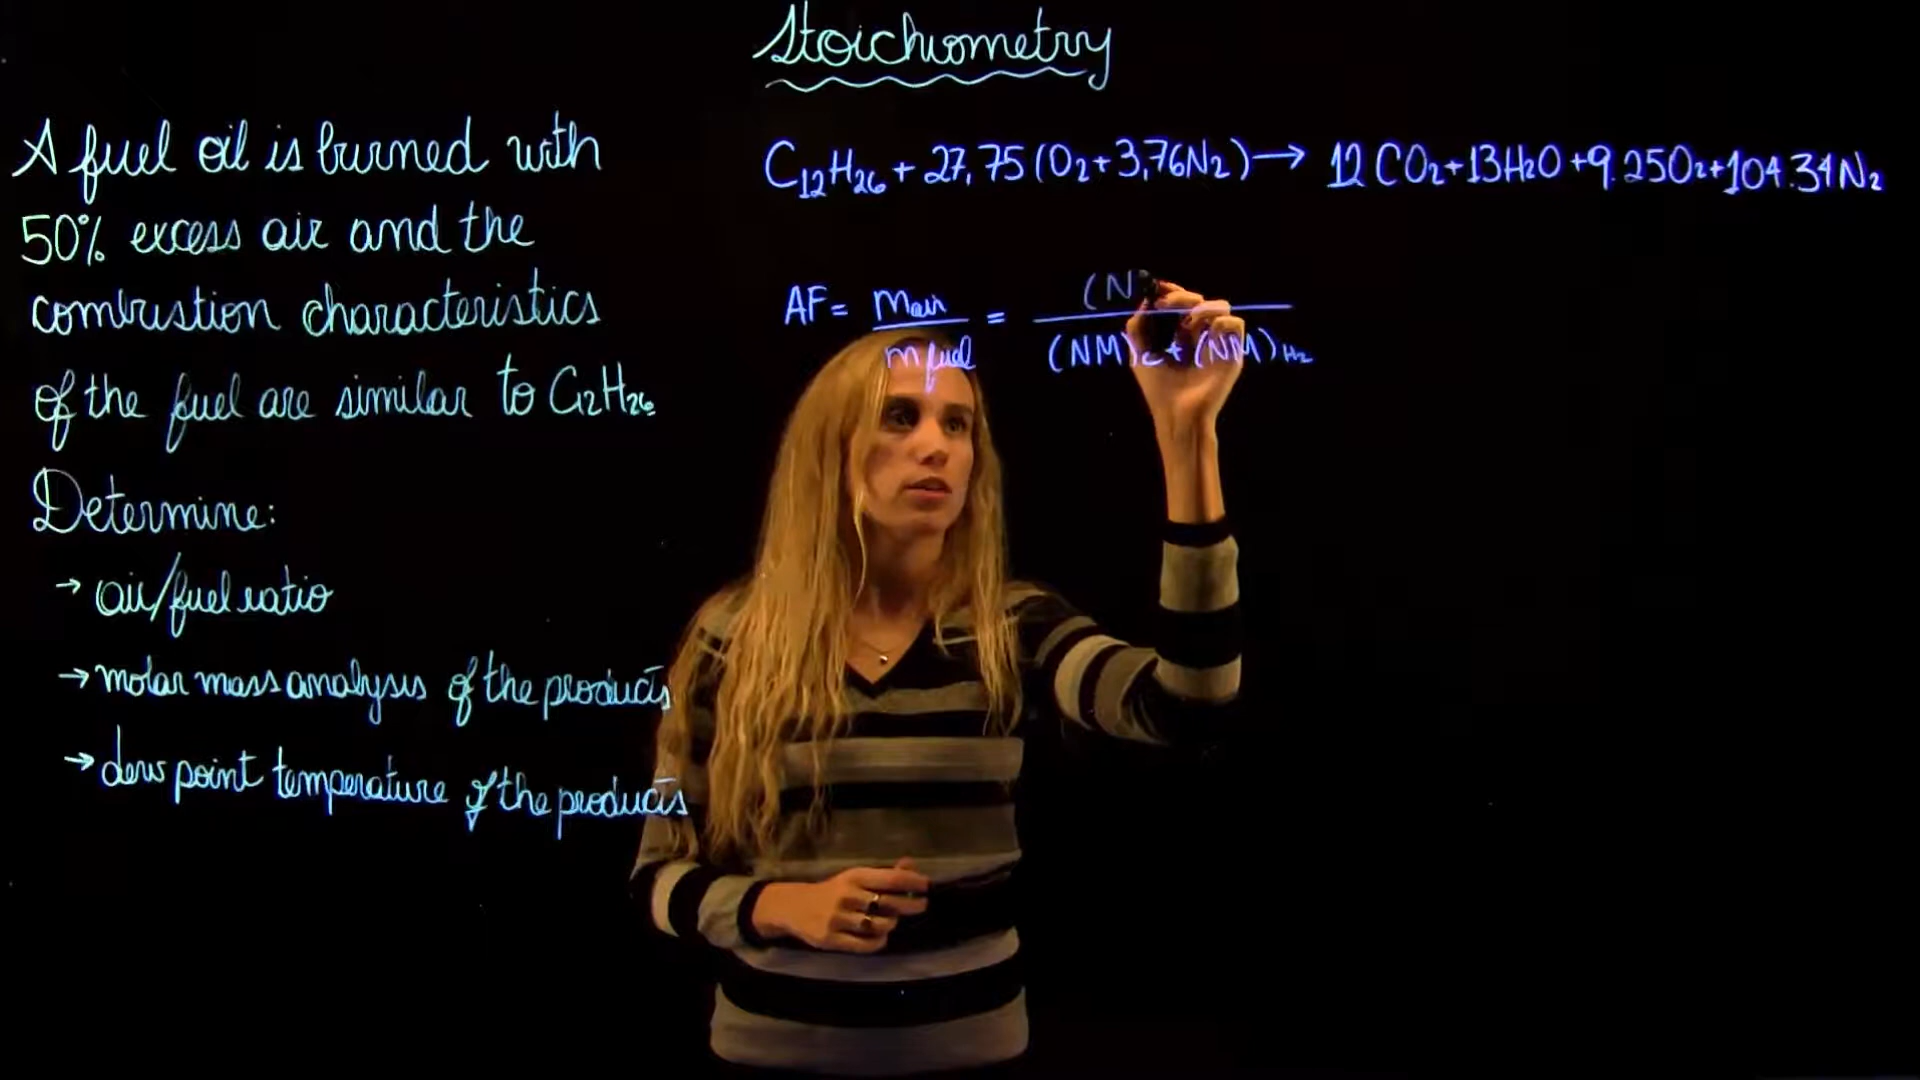 Stoichiometry
A fuel oil is burned with
50% excess air and the
combustion characteristics
of the fuel are similar to C12H26
Determine:
→ air/fuel ratio
→ molar mass analysis of the products
→ dew point temperature of the products
C12H26 + 27,75 (O2 + 3,76N2) → 12 CO2 + 13H2O + 9.25O2 + 104.34N2
AF = mair / mfuel = (N / (NM)C + (NM)H2